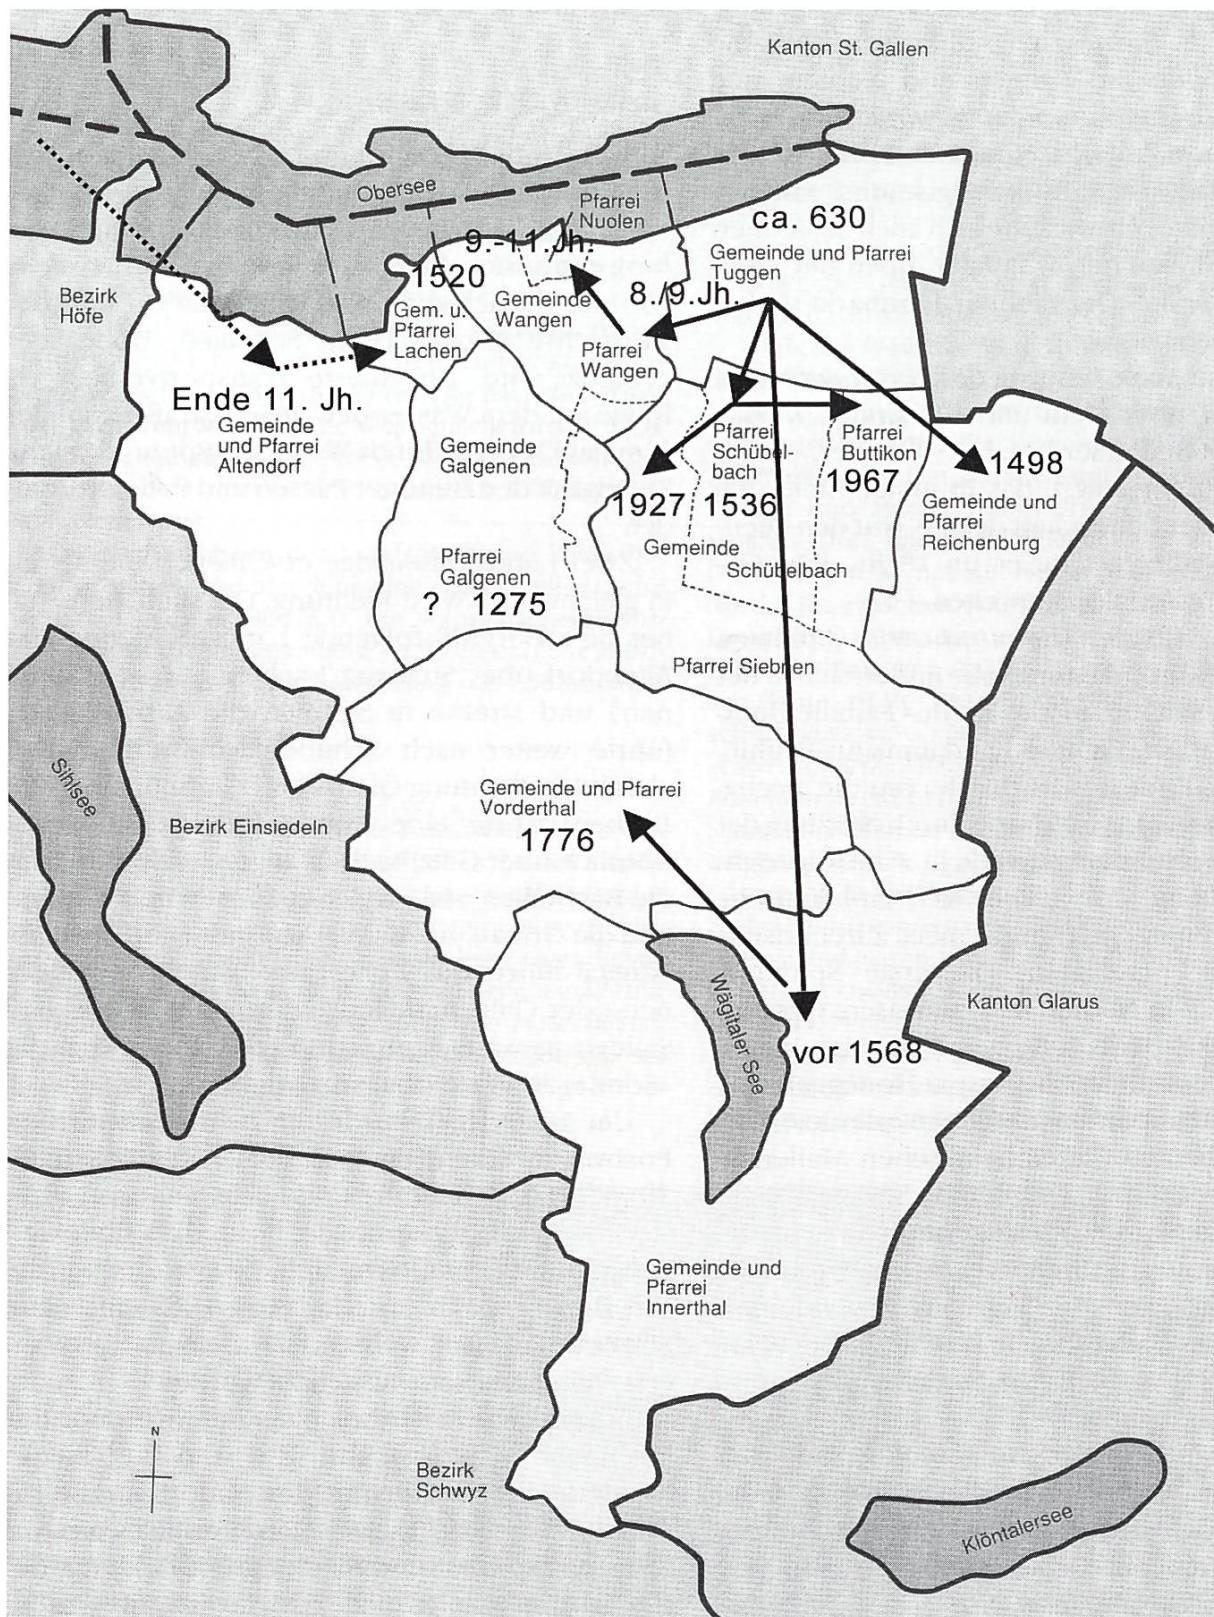 Kanton St. Gallen
Obersee
Pfarrei
Nuolen
ca. 630
9.-11. Jh.
Gemeinde und Pfarrei
Tuggen
1520
8./9. Jh.
Bezirk
Höfe
Gemeinde
Wangen
Gem. u.
Pfarrei
Lachen
Pfarrei
Wangen
Ende 11. Jh.
Gemeinde
und Pfarrei
Altendorf
Gemeinde
Galgenen
Pfarrei
Schübel-
bach
Pfarrei
Buttikon
1967
1498
1927
1536
Gemeinde und
Pfarrei
Reichenburg
Gemeinde
Schübelbach
Pfarrei
Galgenen
? 1275
Pfarrei Siebnen
Sihlsee
Gemeinde und Pfarrei
Vorderthal
1776
Bezirk Einsiedeln
Wägitaler See
Kanton Glarus
vor 1568
Gemeinde und
Pfarrei
Innerthal
N
Bezirk
Schwyz
Klöntalersee